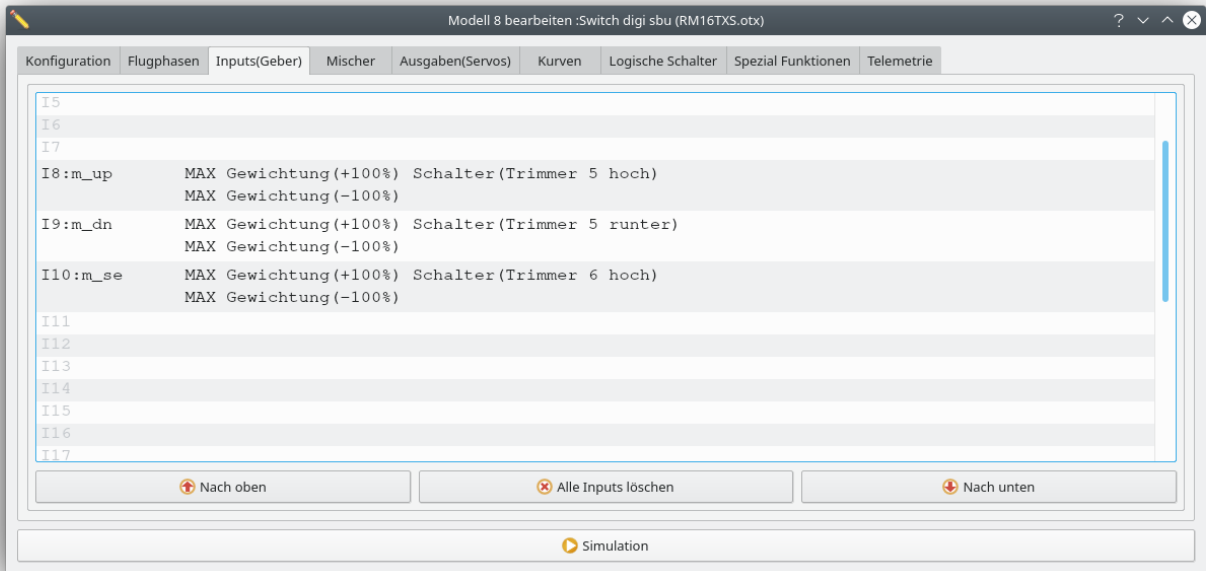 Modell 8 bearbeiten :Switch digi sbu (RM16TXS.otx)
Konfiguration Flugphasen Inputs(Geber) Mischer Ausgaben(Servos) Kurven Logische Schalter Spezial Funktionen Telemetrie
I5
I6
I7
I8:m_up MAX Gewichtung(+100%) Schalter(Trimmer 5 hoch)
MAX Gewichtung(-100%)
I9:m_dn MAX Gewichtung(+100%) Schalter(Trimmer 5 runter)
MAX Gewichtung(-100%)
I10:m_se MAX Gewichtung(+100%) Schalter(Trimmer 6 hoch)
MAX Gewichtung(-100%)
I11
I12
I13
I14
I15
I16
I17
Nach oben Alle Inputs löschen Nach unten
Simulation